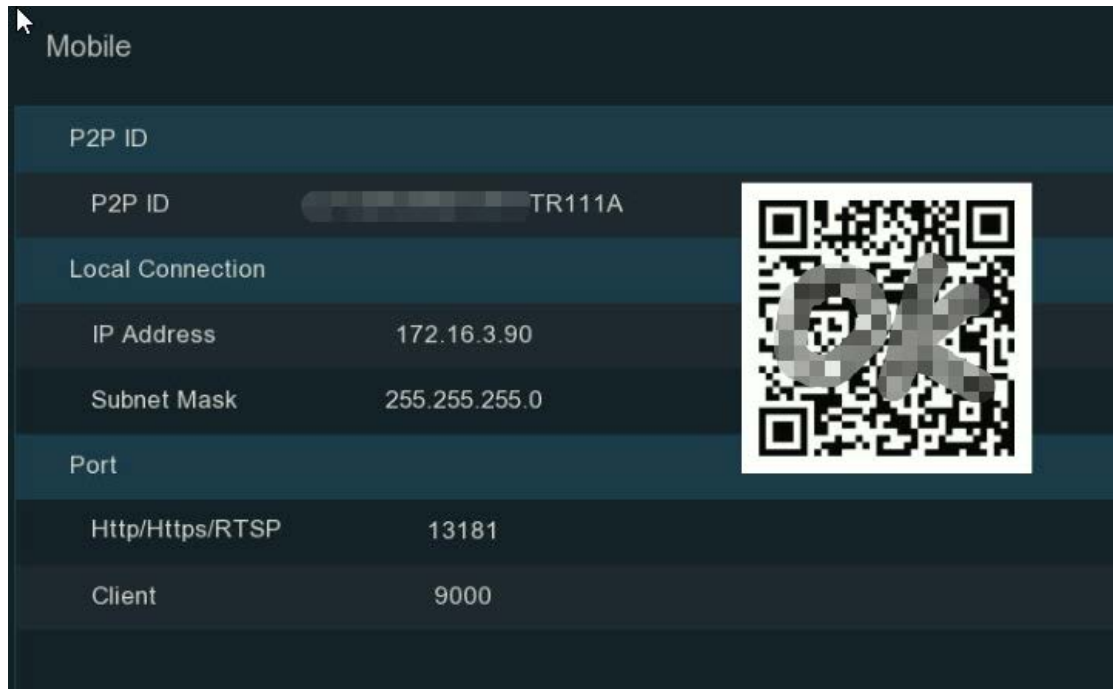 Mobile
P2P ID
P2P ID TR111A
Local Connection
IP Address 172.16.3.90
Subnet Mask 255.255.255.0
Port
Http/Https/RTSP 13181
Client 9000
OK